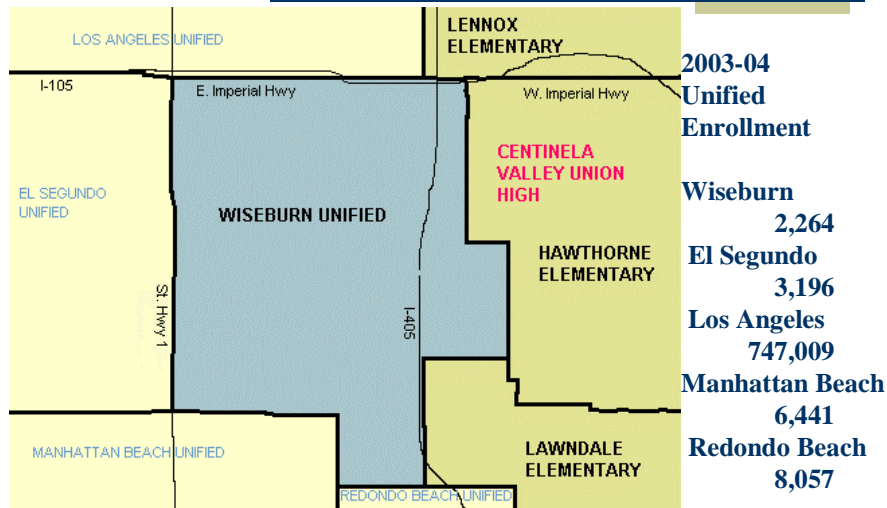 LOS ANGELES UNIFIED
LENNOX
ELEMENTARY
I-105
E. Imperial Hwy
W. Imperial Hwy
CENTINELA
VALLEY UNION
HIGH
EL SEGUNDO
UNIFIED
WISEBURN UNIFIED
HAWTHORNE
ELEMENTARY
St. Hwy 1
I-405
MANHATTAN BEACH UNIFIED
LAWNDALE
ELEMENTARY
REDONDO BEACH UNIFIED
2003-04
Unified
Enrollment
Wiseburn
2,264
El Segundo
3,196
Los Angeles
747,009
Manhattan Beach
6,441
Redondo Beach
8,057